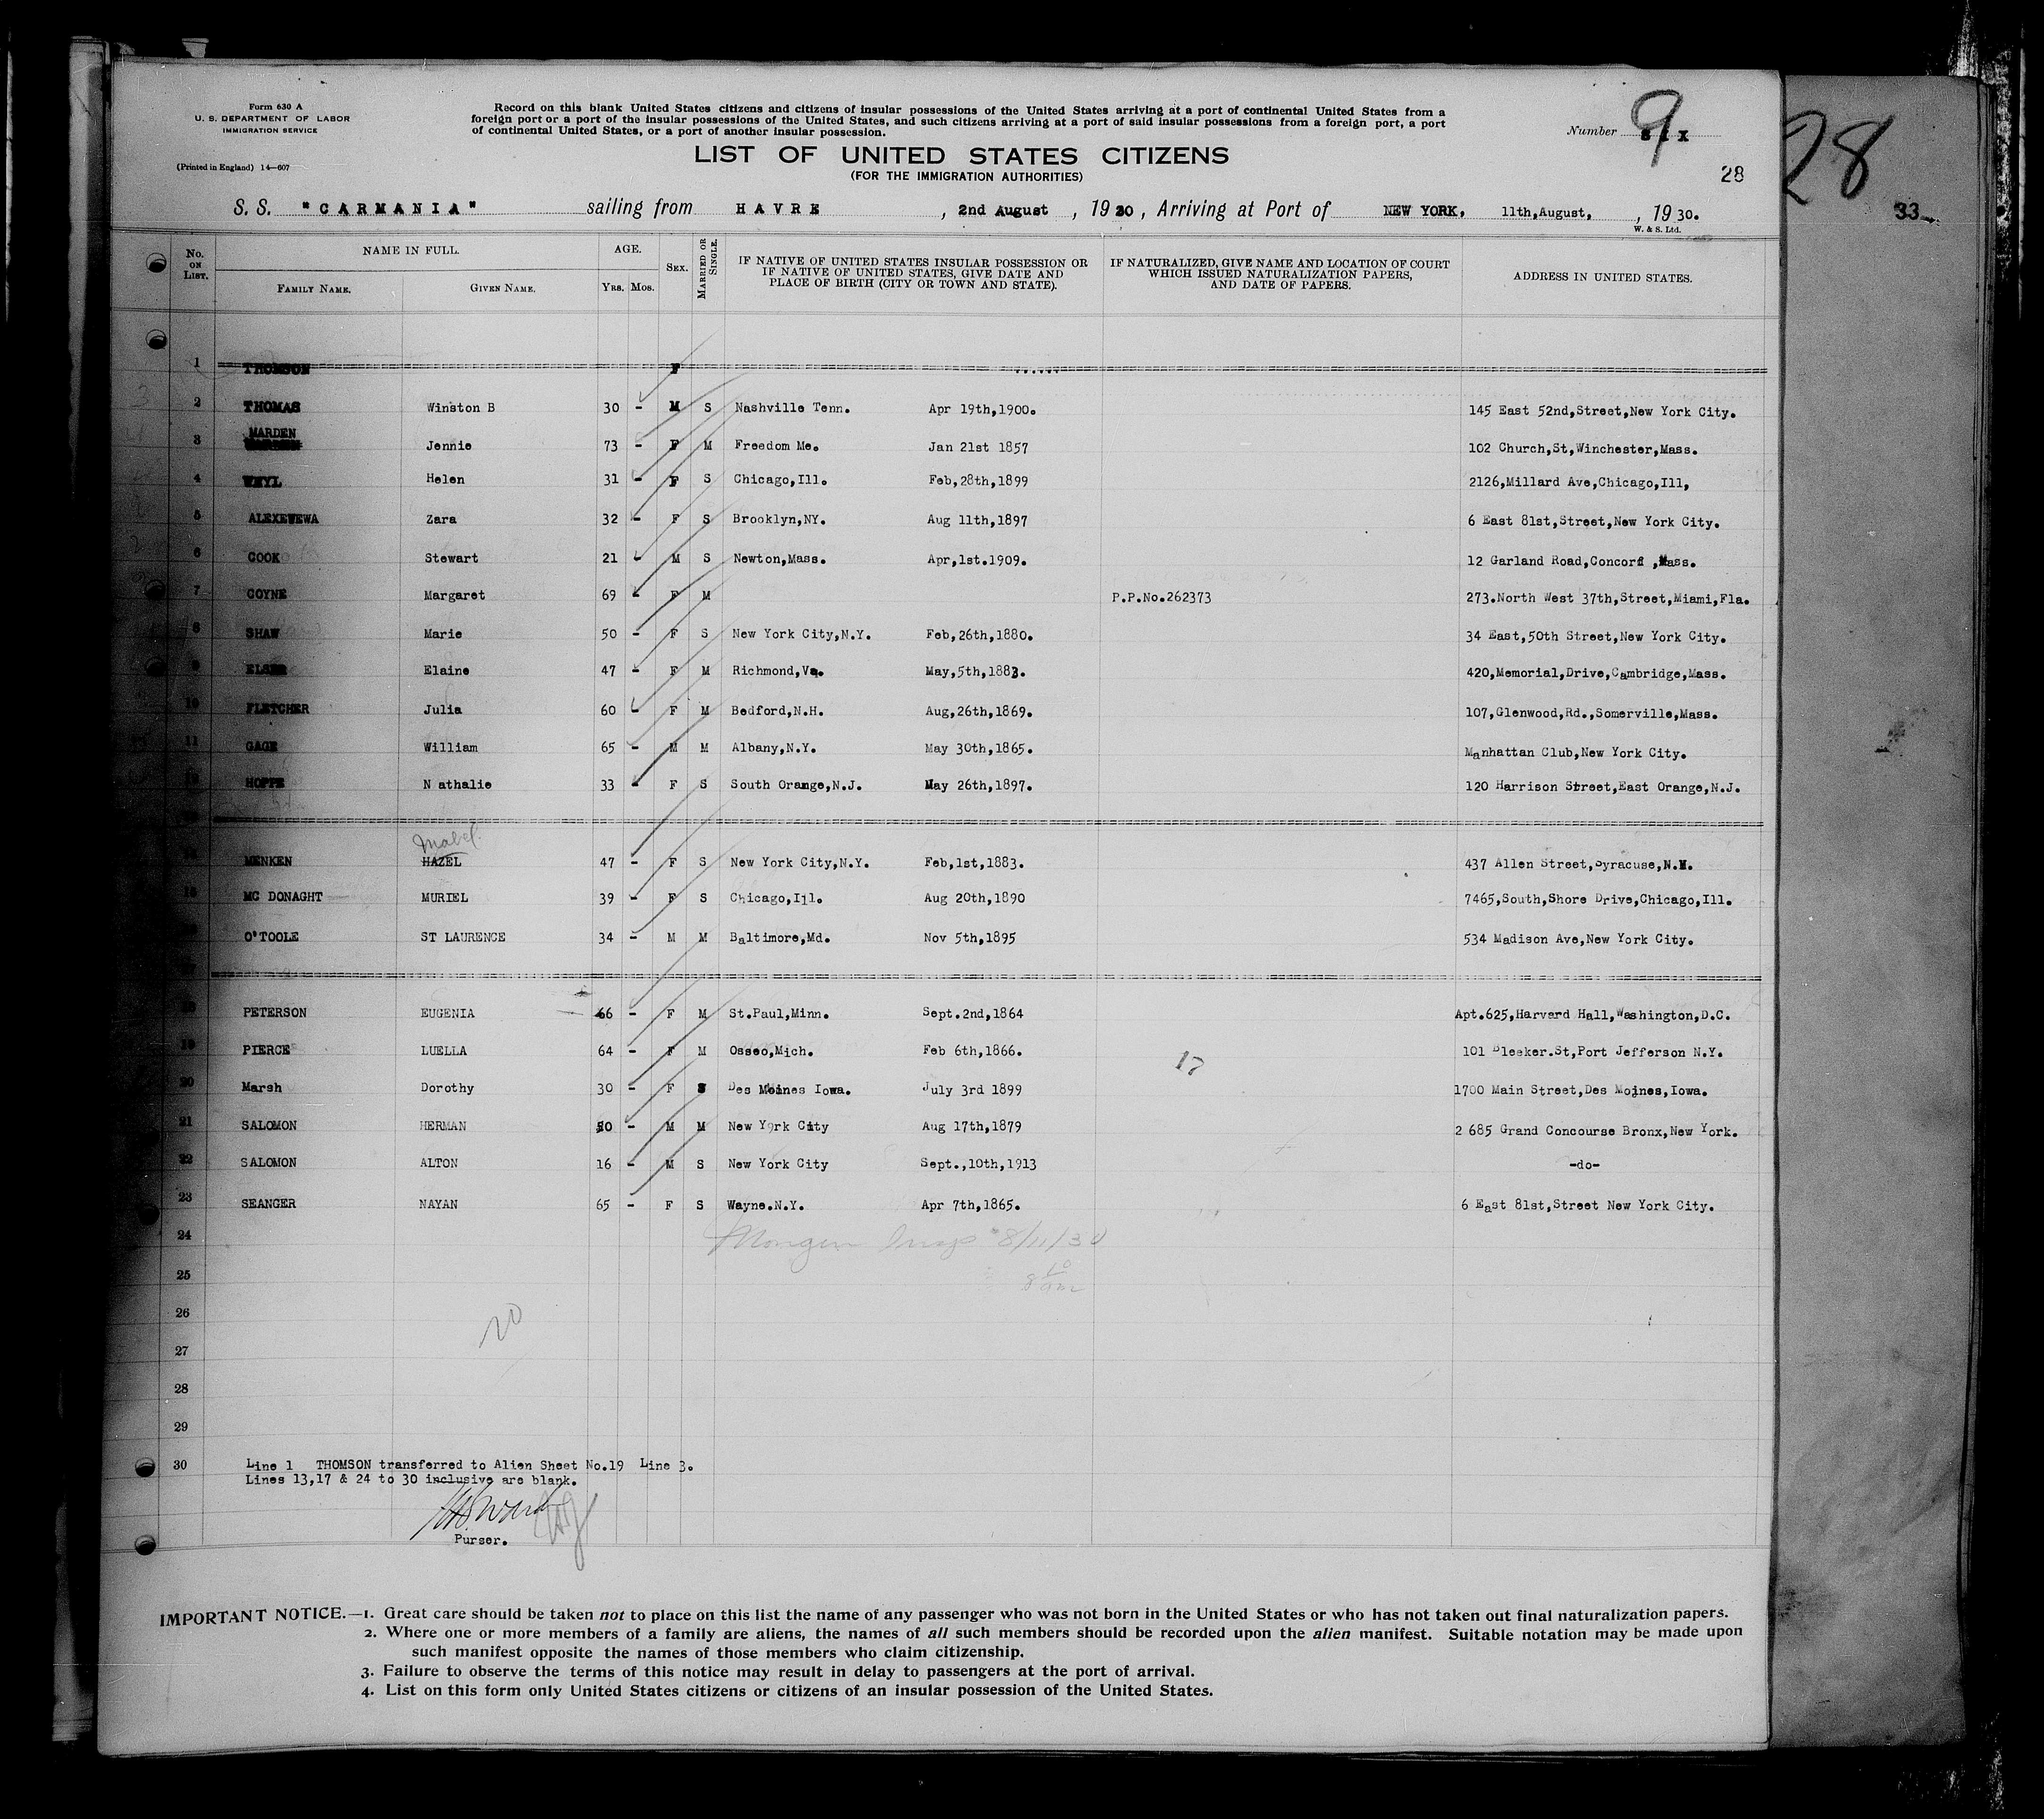 Form 630 A
U. S. DEPARTMENT OF LABOR
IMMIGRATION SERVICE
(Printed in England) 14—607
Record on this blank United States citizens and citizens of insular possessions of the United States arriving at a port of continental United States from a
foreign port or a port of the insular possessions of the United States, and such citizens arriving at a port of said insular possessions from a foreign port, a port
of continental United States, or a port of another insular possession.
Number 9
LIST OF UNITED STATES CITIZENS
(FOR THE IMMIGRATION AUTHORITIES)
28
28
33
S. S. "CARMANIA" sailing from HAVRE, 2nd August, 1930, Arriving at Port of NEW YORK, 11th,August,, 1930.
W. & S. Ltd.
No. ON LIST. NAME IN FULL. AGE. SEX. MARRIED OR SINGLE. IF NATIVE OF UNITED STATES INSULAR POSSESSION OR IF NATIVE OF UNITED STATES, GIVE DATE AND PLACE OF BIRTH (CITY OR TOWN AND STATE). IF NATURALIZED, GIVE NAME AND LOCATION OF COURT WHICH ISSUED NATURALIZATION PAPERS, AND DATE OF PAPERS. ADDRESS IN UNITED STATES.
FAMILY NAME. GIVEN NAME. Yrs. Mos.
1 THOMSON F
2 THOMAS Winston B 30 - M S Nashville Tenn. Apr 19th,1900. 145 East 52nd,Street,New York City.
3 MARDEN Jennie 73 - F M Freedom Me. Jan 21st 1857 102 Church,St,Winchester,Mass.
4 WEYL Helen 31 - F S Chicago,Ill. Feb,28th,1899 2126,Millard Ave,Chicago,Ill,
5 ALEXEWEWA Zara 32 - F S Brooklyn,NY. Aug 11th,1897 6 East 81st,Street,New York City.
6 COOK Stewart 21 - M S Newton,Mass. Apr,1st.1909. 12 Garland Road,Concord ,Mass.
7 COYNE Margaret 69 - F M P.P.No.262373 273.North West 37th,Street,Miami,Fla.
8 SHAW Marie 50 - F S New York City,N.Y. Feb,26th,1880. 34 East,50th Street,New York City.
9 Elaine 47 - F M Richmond,Va. May,5th,1883. 420,Memorial,Drive,Cambridge,Mass.
10 FLETCHER Julia 60 - F M Bedford,N.H. Aug,26th,1869. 107,Glenwood,Rd.,Somerville,Mass.
11 GAGE William 65 - M M Albany,N.Y. May 30th,1865. Manhattan Club,New York City.
12 HOPPE N athalie 33 - F S South Orange,N.J. May 26th,1897. 120 Harrison Street,East Orange,N.J.
Mabel
MENKEN HAZEL 47 - F S New York City,N.Y. Feb,1st,1883. 437 Allen Street,Syracuse,N.Y.
15 MC DONAGHT MURIEL 39 - F S Chicago,Ill. Aug 20th,1890 7465,South,Shore Drive,Chicago,Ill.
O'TOOLE ST LAURENCE 34 - M M Baltimore,Md. Nov 5th,1895 534 Madison Ave,New York City.
PETERSON EUGENIA 66 - F M St.Paul,Minn. Sept.2nd,1864 Apt.625,Harvard Hall,Washington,D.C.
19 PIERCE LUELLA 64 - F M Osseo,Mich. Feb 6th,1866. 101 Bleeker.St,Port Jefferson N.Y.
17
20 Marsh Dorothy 30 - F S Des Moines Iowa. July 3rd 1899 1700 Main Street,Des Moines,Iowa.
21 SALOMON HERMAN 50 - M M New York City Aug 17th,1879 2 685 Grand Concourse Bronx,New York.
22 SALOMON ALTON 16 - M S New York City Sept.,10th,1913 -do-
23 SEANGER NAYAN 65 - F S Wayne.N.Y. Apr 7th,1865. 6 East 81st,Street New York City.
24 8/11/30
25
26 20
27
28
29
30 Line 1 THOMSON transferred to Alien Sheet No.19 Line 3.
Lines 13,17 & 24 to 30 inclusive are blank.
Purser.
IMPORTANT NOTICE.—1. Great care should be taken not to place on this list the name of any passenger who was not born in the United States or who has not taken out final naturalization papers.
2. Where one or more members of a family are aliens, the names of all such members should be recorded upon the alien manifest. Suitable notation may be made upon
such manifest opposite the names of those members who claim citizenship.
3. Failure to observe the terms of this notice may result in delay to passengers at the port of arrival.
4. List on this form only United States citizens or citizens of an insular possession of the United States.